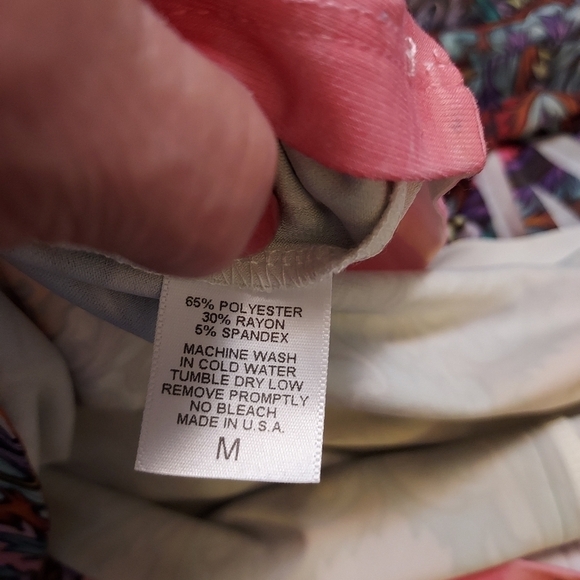 65% POLYESTER
30% RAYON
5% SPANDEX
MACHINE WASH
IN COLD WATER
TUMBLE DRY LOW
REMOVE PROMPTLY
NO BLEACH
MADE IN U.S.A.
M